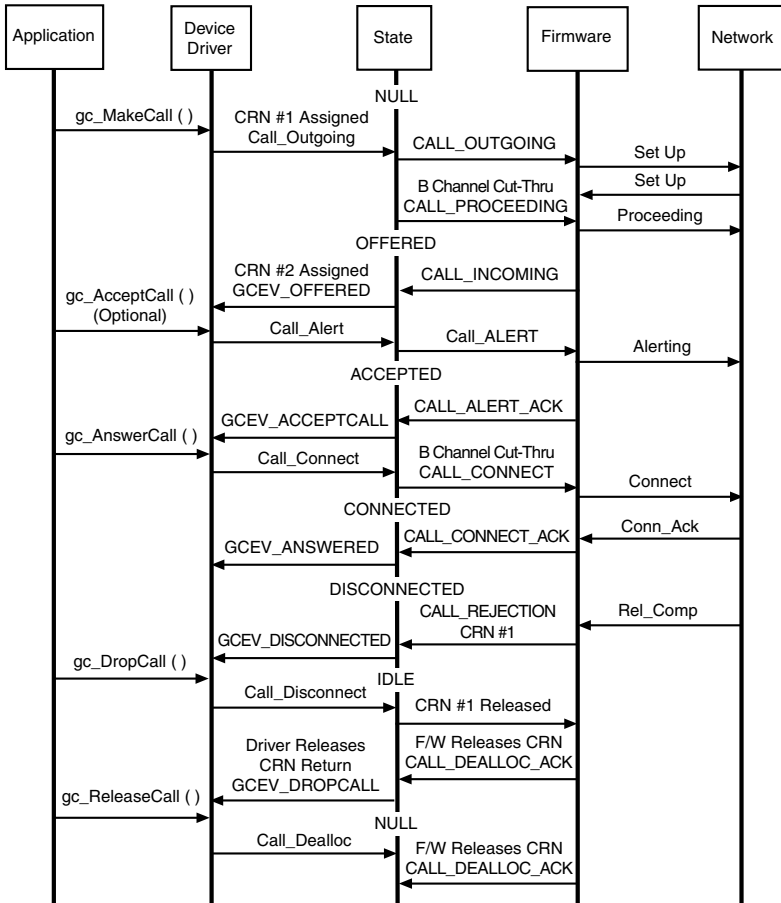 Application
Device
Driver
State
Firmware
Network
NULL
gc_MakeCall ( )
CRN #1 Assigned
Call_Outgoing
CALL_OUTGOING
Set Up
Set Up
B Channel Cut-Thru
CALL_PROCEEDING
Proceeding
OFFERED
CRN #2 Assigned
GCEV_OFFERED
CALL_INCOMING
gc_AcceptCall ( )
(Optional)
Call_Alert
Call_ALERT
Alerting
ACCEPTED
CALL_ALERT_ACK
GCEV_ACCEPTCALL
gc_AnswerCall ( )
Call_Connect
B Channel Cut-Thru
CALL_CONNECT
Connect
CONNECTED
Conn_Ack
CALL_CONNECT_ACK
GCEV_ANSWERED
DISCONNECTED
CALL_REJECTION
CRN #1
Rel_Comp
GCEV_DISCONNECTED
gc_DropCall ( )
IDLE
Call_Disconnect
CRN #1 Released
Driver Releases
CRN Return
GCEV_DROPCALL
F/W Releases CRN
CALL_DEALLOC_ACK
gc_ReleaseCall ( )
NULL
Call_Dealloc
F/W Releases CRN
CALL_DEALLOC_ACK